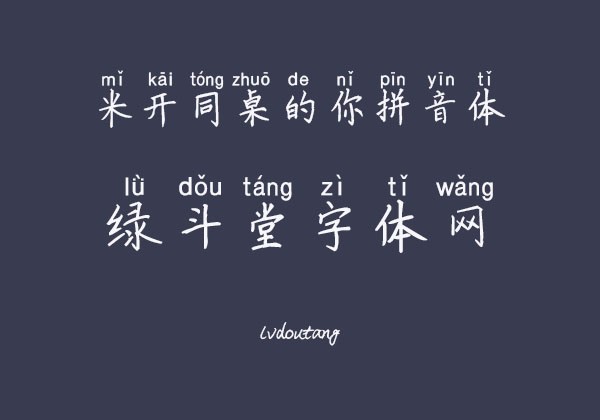 mǐ kāi tóng zhuō de nǐ pīn yīn tǐ
米开同桌的你拼音体
lǜ dǒu táng zì tǐ wǎng
绿斗堂字体网
lvdoutang